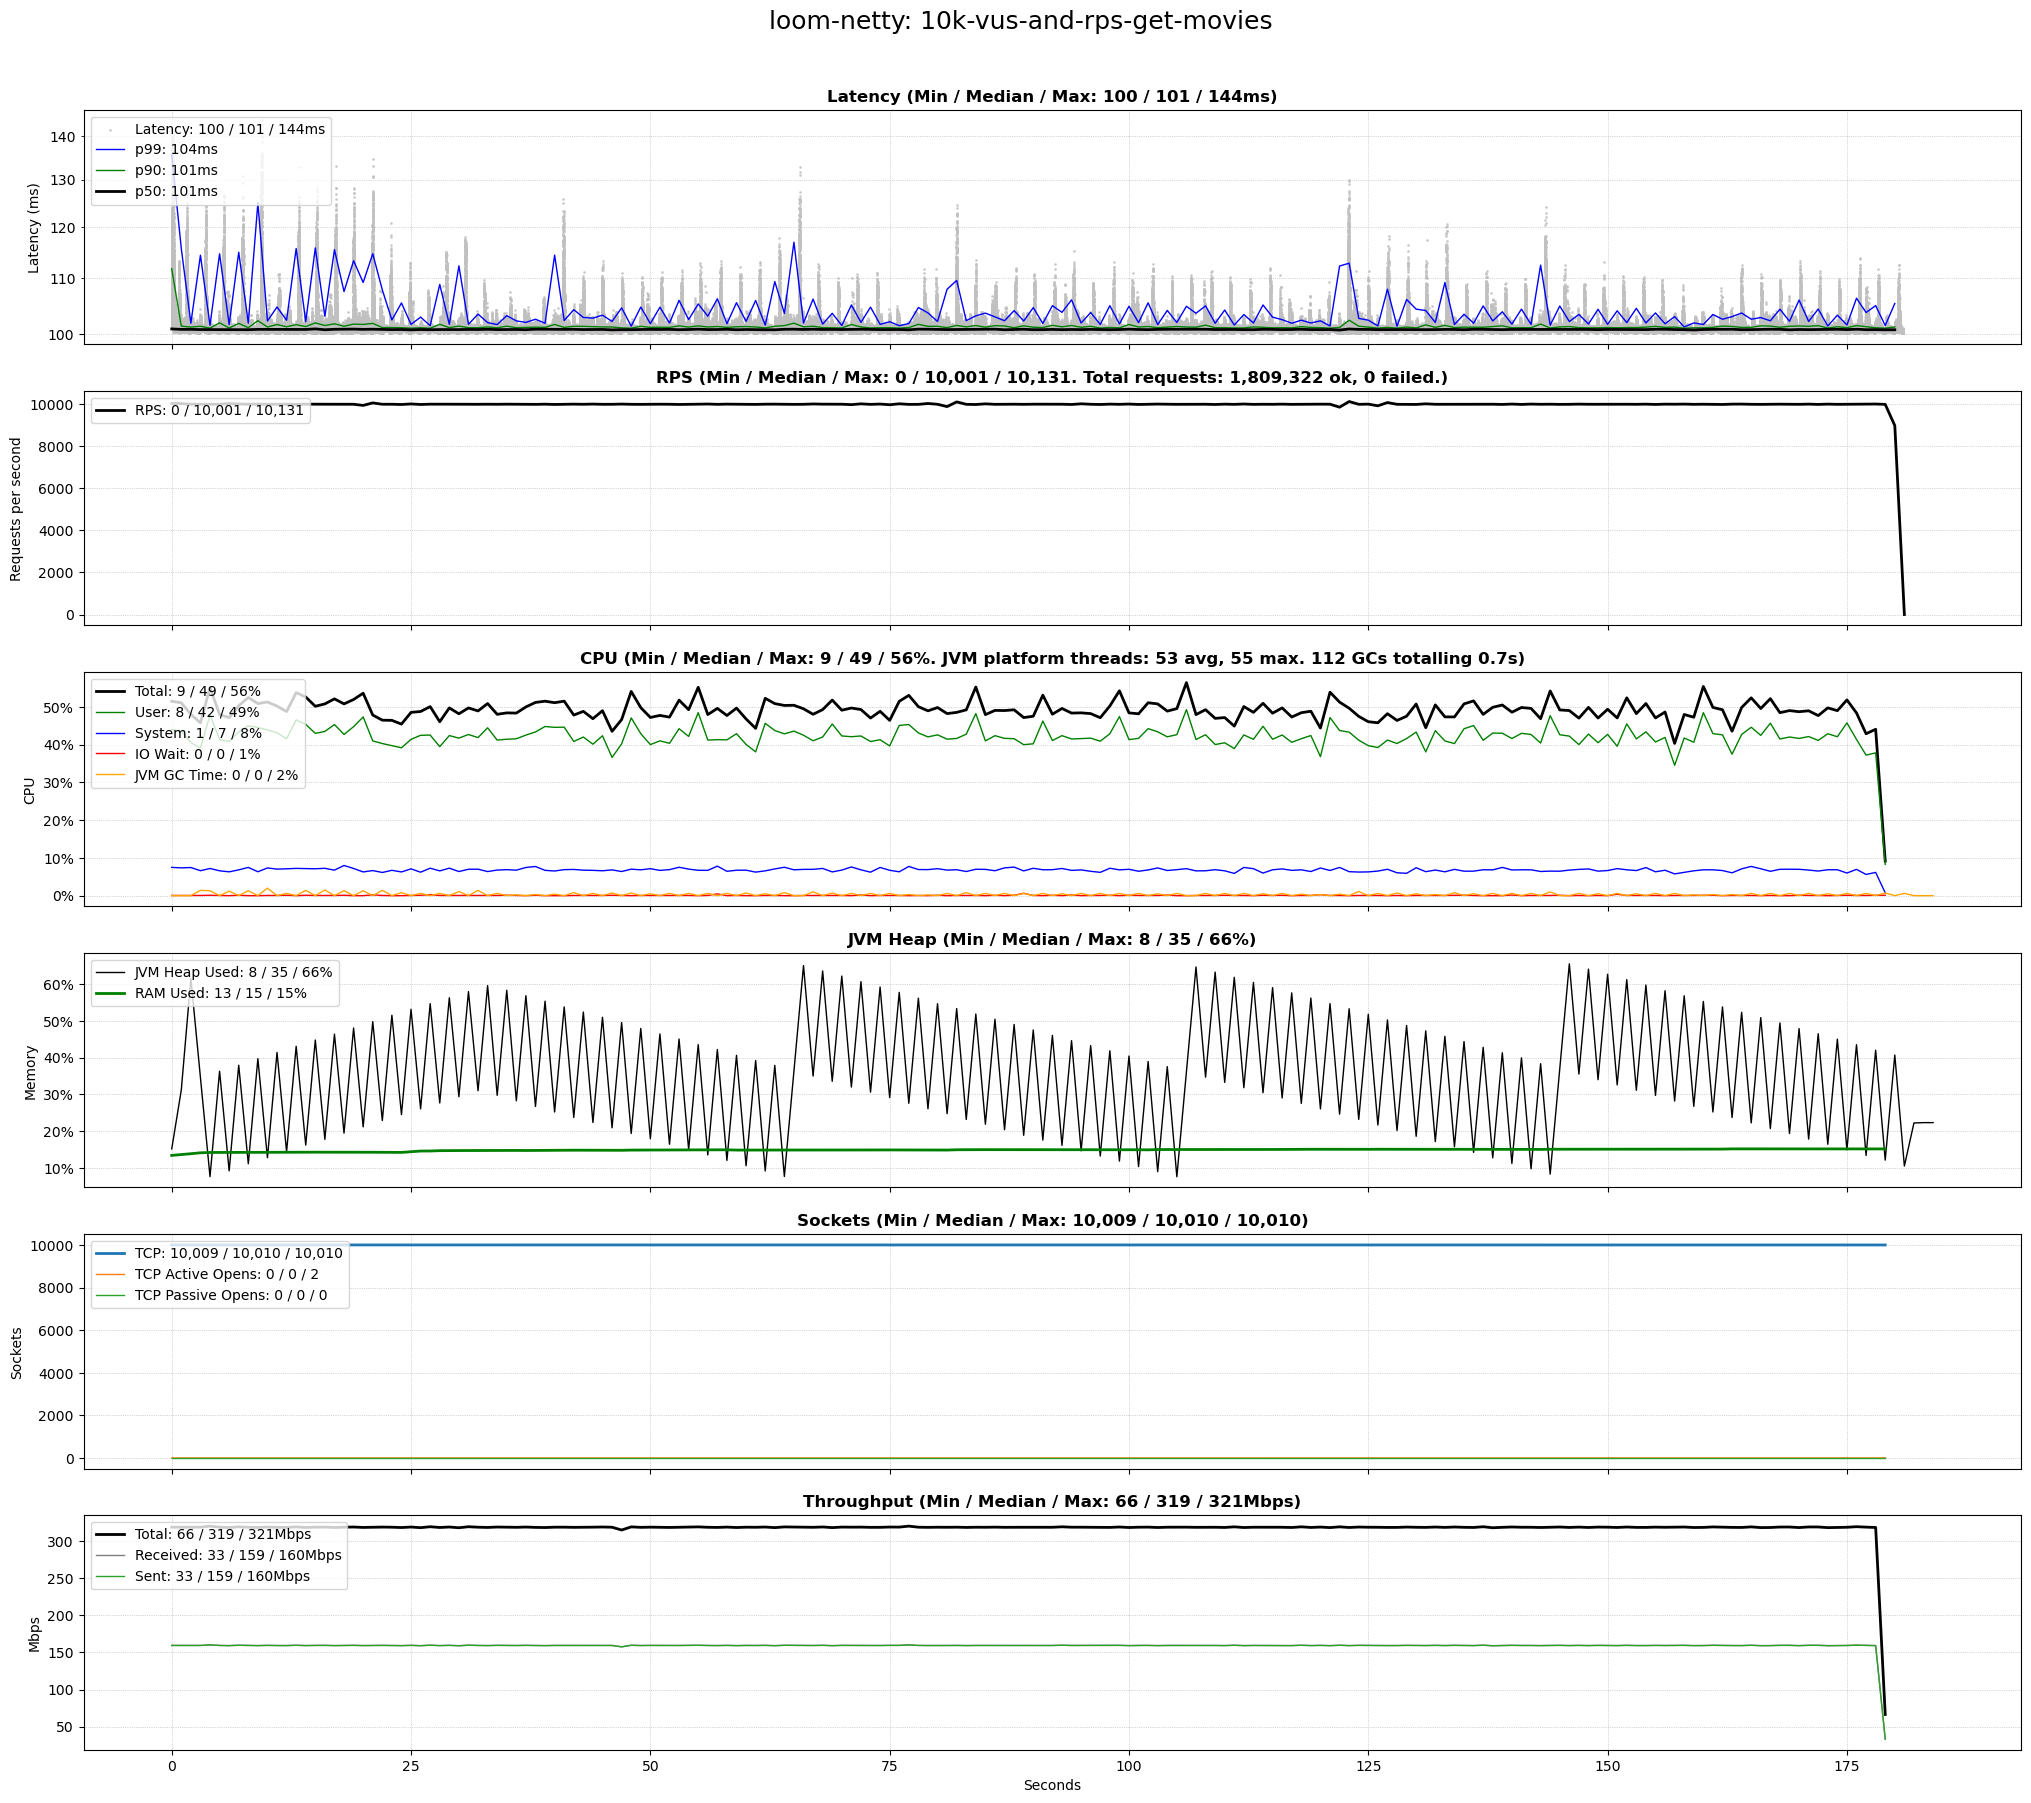 loom-netty: 10k-vus-and-rps-get-movies
Latency (Min / Median / Max: 100 / 101 / 144ms)
Latency: 100 / 101 / 144ms
p99: 104ms
p90: 101ms
p50: 101ms
Latency (ms)
140
130
120
110
100
RPS (Min / Median / Max: 0 / 10,001 / 10,131. Total requests: 1,809,322 ok, 0 failed.)
RPS: 0 / 10,001 / 10,131
Requests per second
10000
8000
6000
4000
2000
0
CPU (Min / Median / Max: 9 / 49 / 56%. JVM platform threads: 53 avg, 55 max. 112 GCs totalling 0.7s)
Total: 9 / 49 / 56%
User: 8 / 42 / 49%
System: 1 / 7 / 8%
IO Wait: 0 / 0 / 1%
JVM GC Time: 0 / 0 / 2%
CPU
50%
40%
30%
20%
10%
0%
JVM Heap (Min / Median / Max: 8 / 35 / 66%)
JVM Heap Used: 8 / 35 / 66%
RAM Used: 13 / 15 / 15%
Memory
60%
50%
40%
30%
20%
10%
Sockets (Min / Median / Max: 10,009 / 10,010 / 10,010)
TCP: 10,009 / 10,010 / 10,010
TCP Active Opens: 0 / 0 / 2
TCP Passive Opens: 0 / 0 / 0
Sockets
10000
8000
6000
4000
2000
0
Throughput (Min / Median / Max: 66 / 319 / 321Mbps)
Total: 66 / 319 / 321Mbps
Received: 33 / 159 / 160Mbps
Sent: 33 / 159 / 160Mbps
Mbps
300
250
200
150
100
50
0 25 50 75 100 125 150 175
Seconds